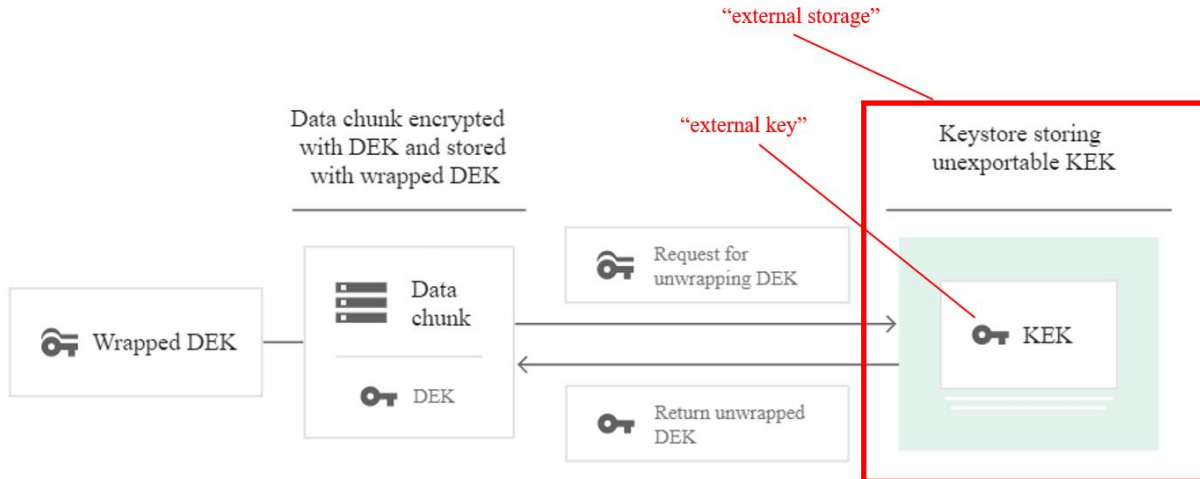 “external storage”
“external key”
Data chunk encrypted
with DEK and stored
with wrapped DEK
Keystore storing
unexportable KEK
Wrapped DEK
Data
chunk
DEK
Request for
unwrapping DEK
Return unwrapped
DEK
KEK